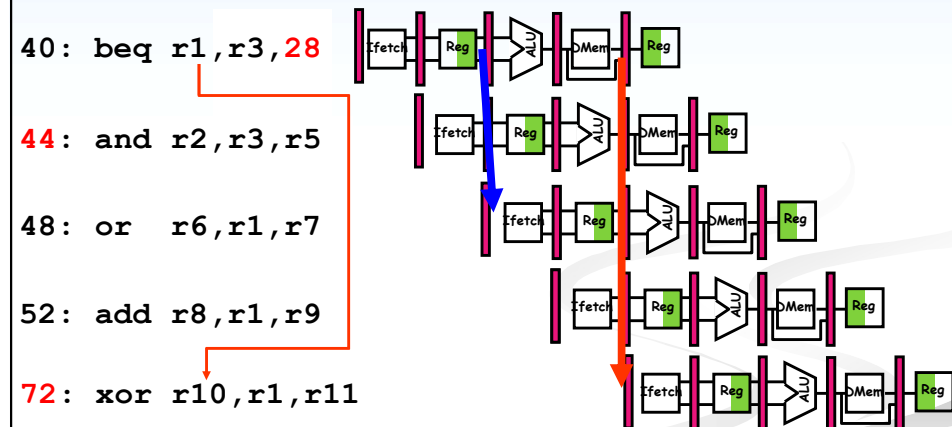 40: beq r1,r3,28 Ifetch Reg ALU DMem Reg
44: and r2,r3,r5 Ifetch Reg ALU DMem Reg
48: or r6,r1,r7 Ifetch Reg ALU DMem Reg
52: add r8,r1,r9 Ifetch Reg ALU DMem Reg
72: xor r10,r1,r11 Ifetch Reg ALU DMem Reg